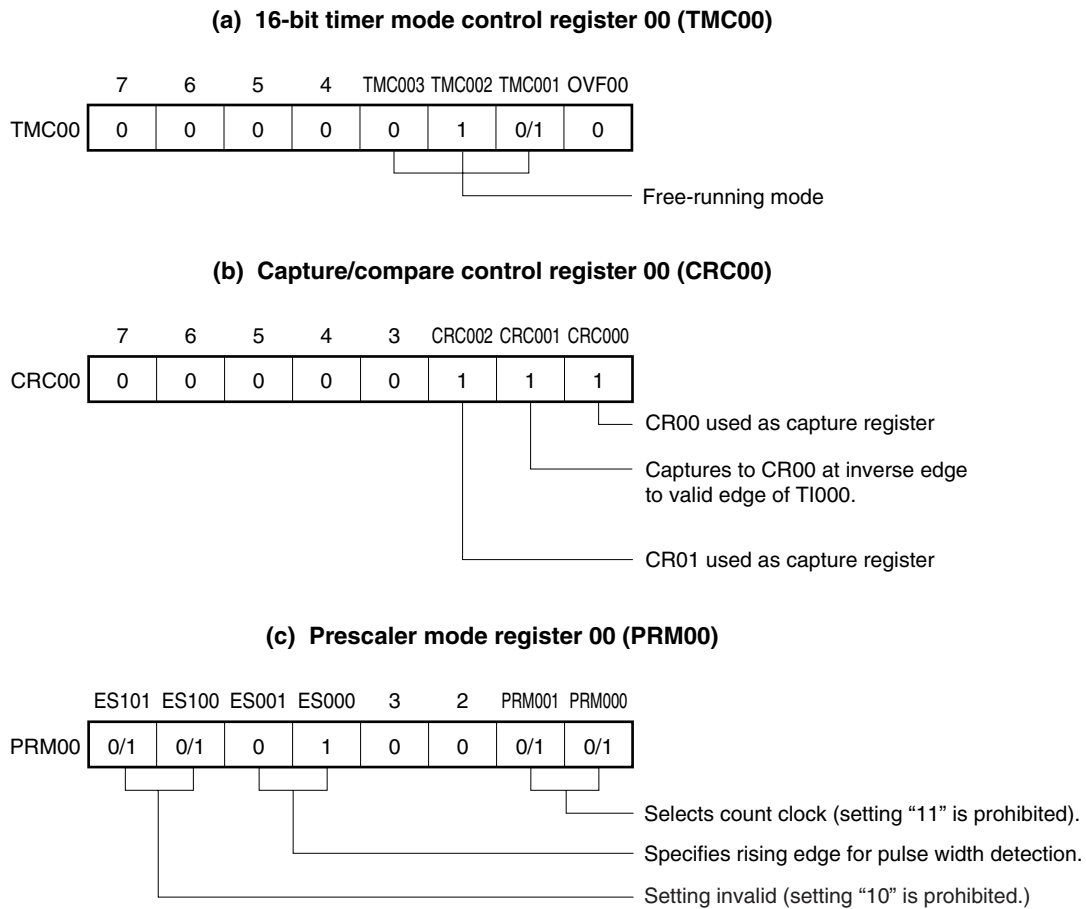 (a) 16-bit timer mode control register 00 (TMC00)
7 6 5 4 TMC003 TMC002 TMC001 OVF00
TMC00 0 0 0 0 0 1 0/1 0
Free-running mode
(b) Capture/compare control register 00 (CRC00)
7 6 5 4 3 CRC002 CRC001 CRC000
CRC00 0 0 0 0 0 1 1 1
CR00 used as capture register
Captures to CR00 at inverse edge
to valid edge of TI000.
CR01 used as capture register
(c) Prescaler mode register 00 (PRM00)
ES101 ES100 ES001 ES000 3 2 PRM001 PRM000
PRM00 0/1 0/1 0 1 0 0 0/1 0/1
Selects count clock (setting “11” is prohibited).
Specifies rising edge for pulse width detection.
Setting invalid (setting “10” is prohibited.)